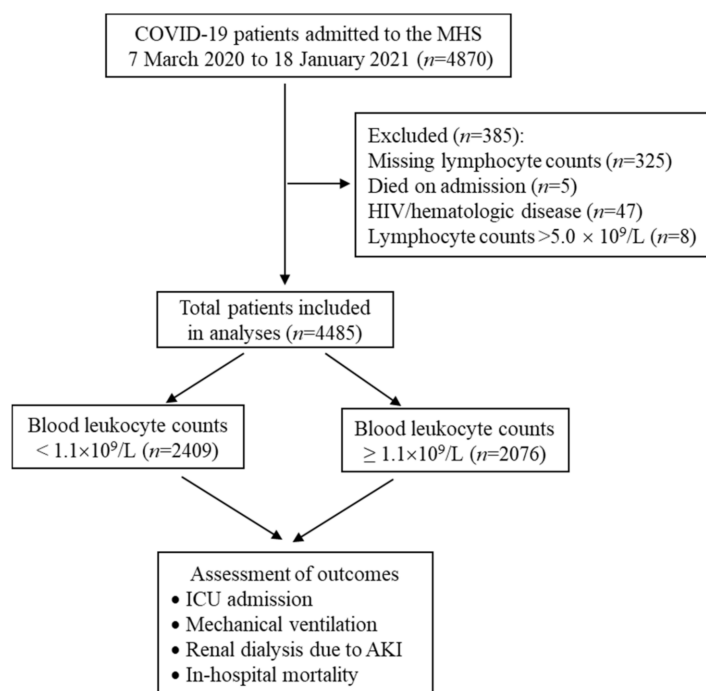 COVID-19 patients admitted to the MHS
7 March 2020 to 18 January 2021 (n=4870)
Excluded (n=385):
Missing lymphocyte counts (n=325)
Died on admission (n=5)
HIV/hematologic disease (n=47)
Lymphocyte counts >5.0 × 10⁹/L (n=8)
Total patients included
in analyses (n=4485)
Blood leukocyte counts
< 1.1×10⁹/L (n=2409)
Blood leukocyte counts
≥ 1.1×10⁹/L (n=2076)
Assessment of outcomes
• ICU admission
• Mechanical ventilation
• Renal dialysis due to AKI
• In-hospital mortality